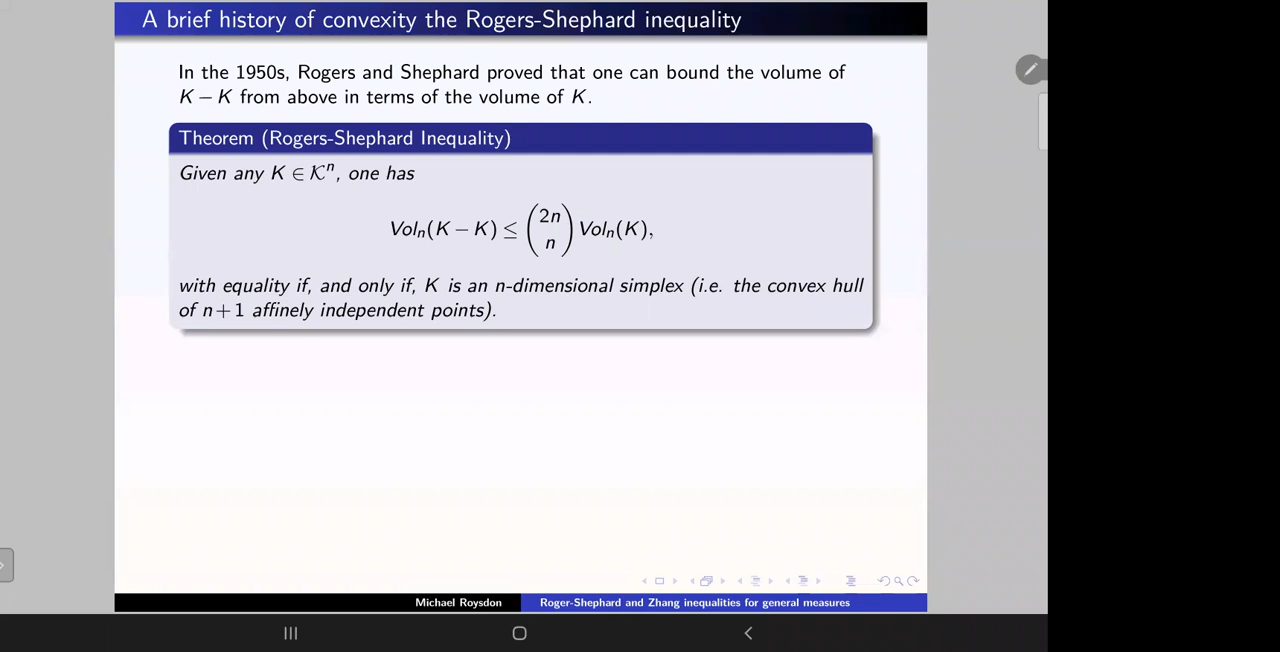 A brief history of convexity the Rogers-Shephard inequality
In the 1950s, Rogers and Shephard proved that one can bound the volume of
K − K from above in terms of the volume of K.
Theorem (Rogers-Shephard Inequality)
Given any K ∈ 𝒦ⁿ, one has
Volₙ(K − K) ≤ (2n n) Volₙ(K),
with equality if, and only if, K is an n-dimensional simplex (i.e. the convex hull
of n+1 affinely independent points).
Michael Roysdon
Roger-Shephard and Zhang inequalities for general measures